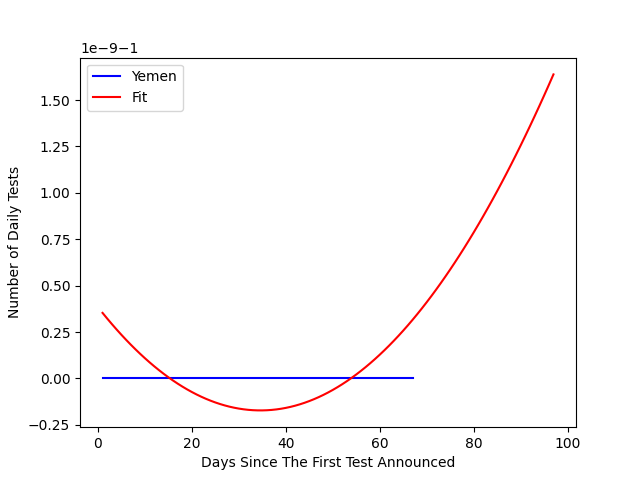 1e−9−1
Yemen
Fit
1.50
1.25
1.00
0.75
0.50
0.25
0.00
−0.25
Number of Daily Tests
0 20 40 60 80 100
Days Since The First Test Announced